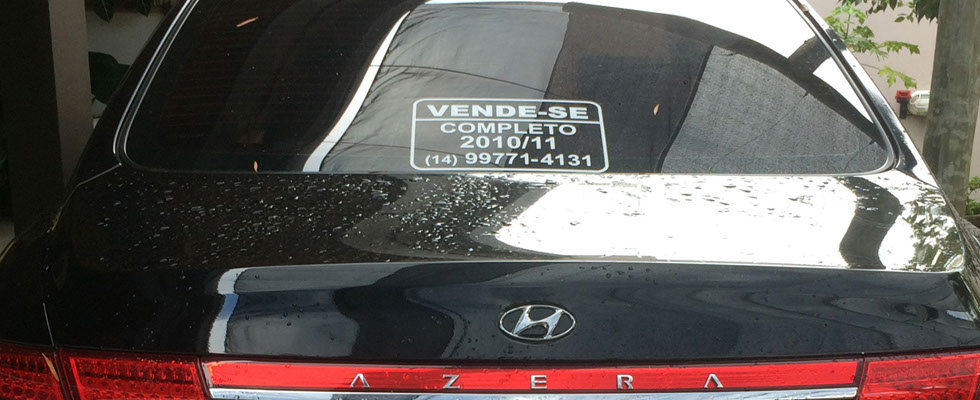 VENDE-SE
COMPLETO
2010/11
(14) 99771-4131
AZERA